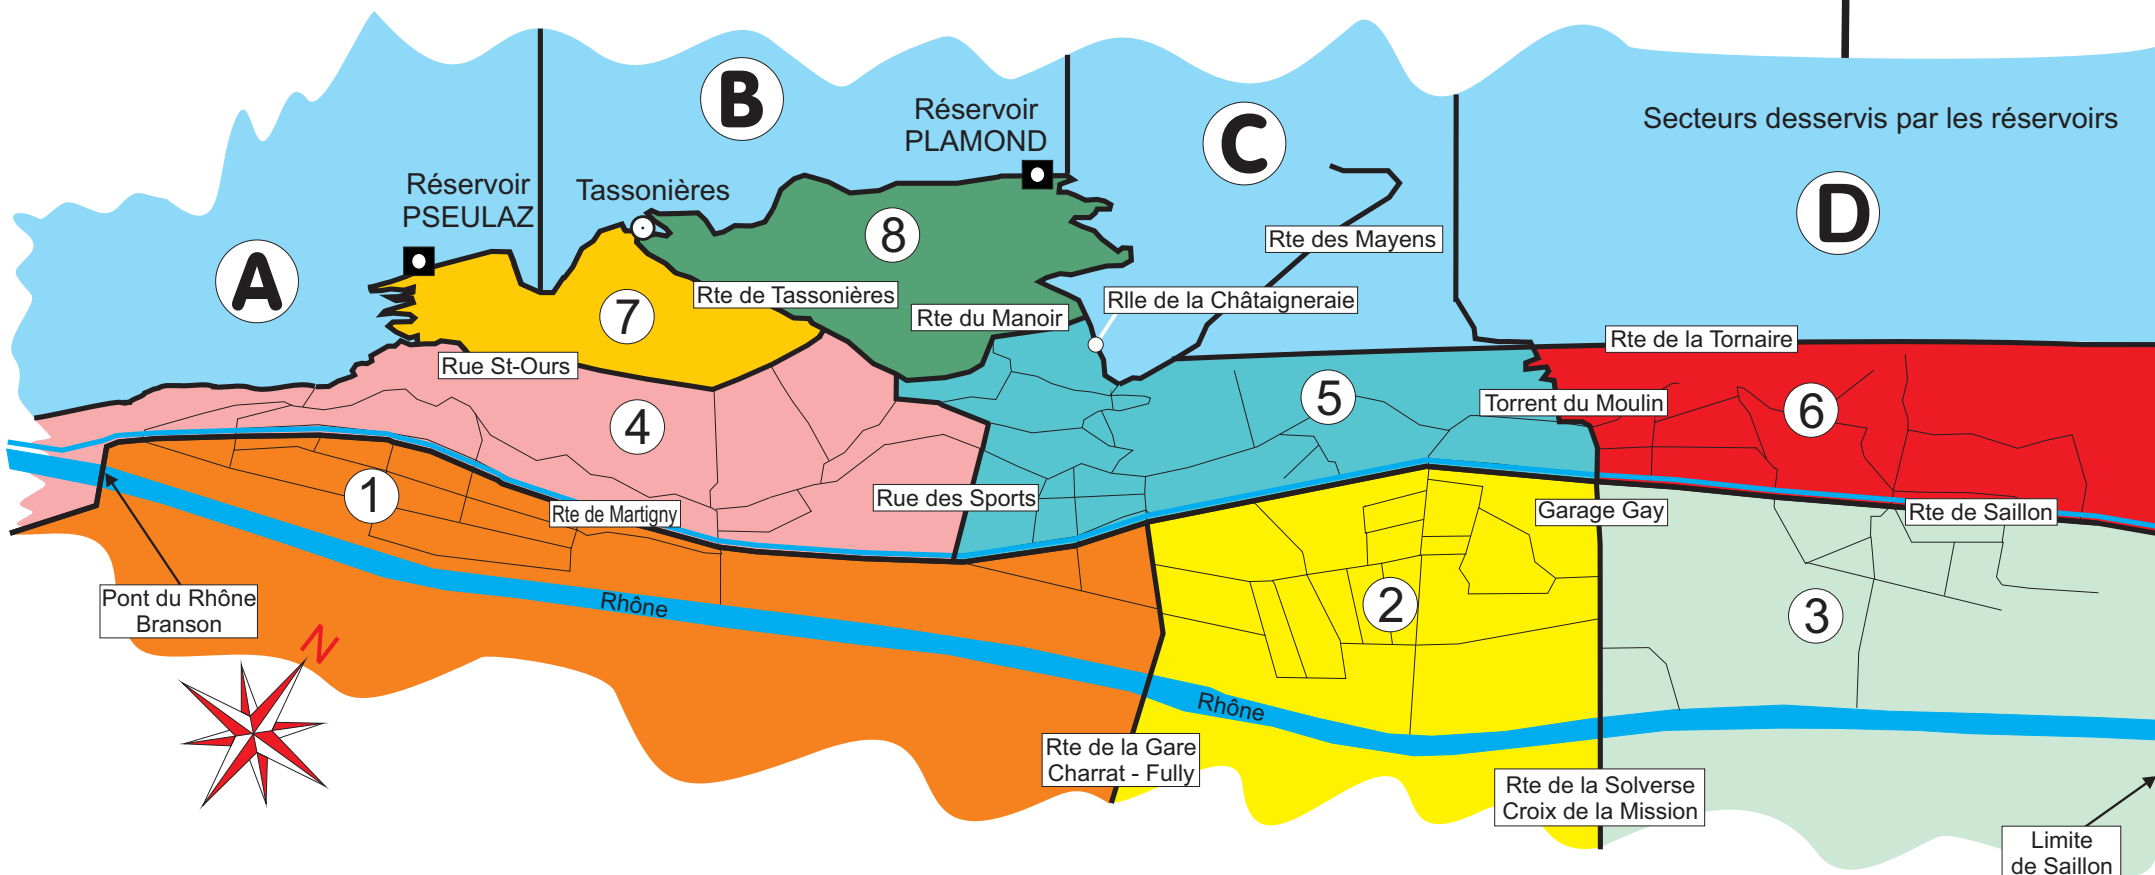 B
Réservoir
PLAMOND
C
Secteurs desservis par les réservoirs
D
Réservoir
PSEULAZ
Tassonières
A
8
Rte des Mayens
7
Rte de Tassonières
Rte du Manoir
Rlle de la Châtaigneraie
Rte de la Tornaire
Rue St-Ours
4
5
Torrent du Moulin
6
1
Rte de Martigny
Rue des Sports
Garage Gay
Rte de Saillon
Pont du Rhône
Branson
Rhône
2
3
N
Rhône
Rte de la Gare
Charrat - Fully
Rte de la Solverse
Croix de la Mission
Limite
de Saillon